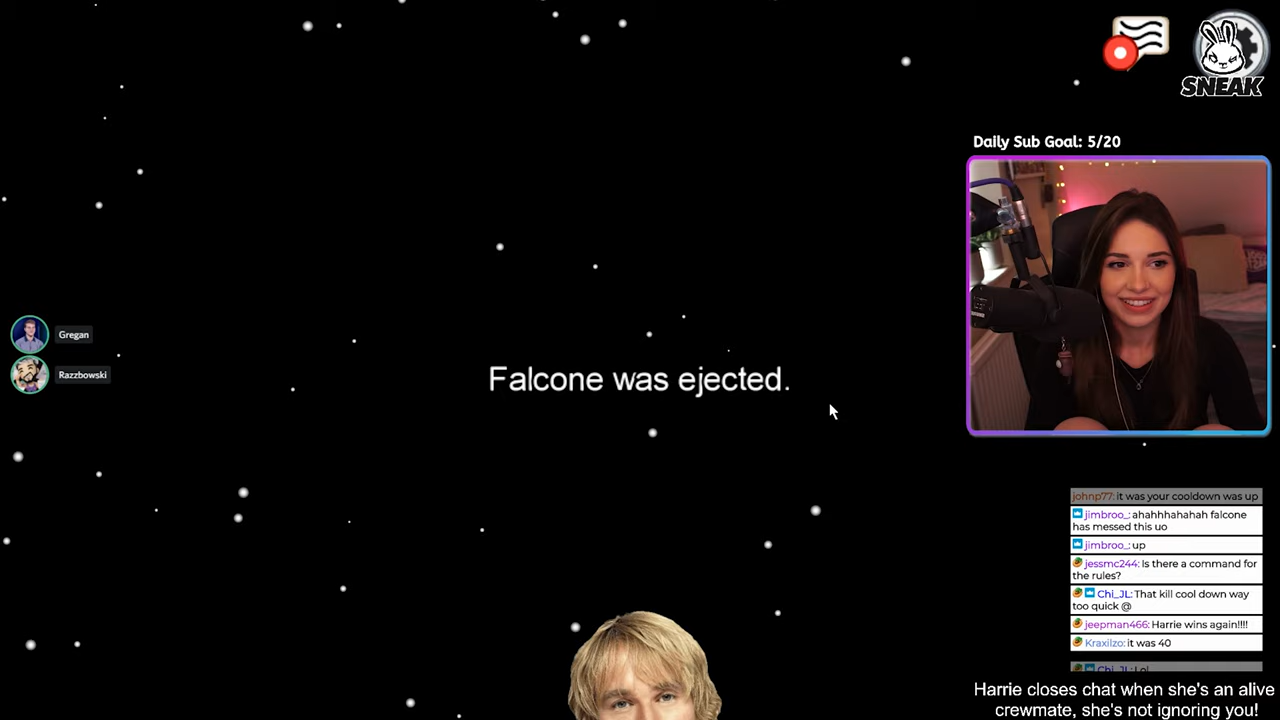 SNEAK
Daily Sub Goal: 5/20
Gregan
Razzbowski
Falcone was ejected.
johnp77: it was your cooldown was up
jimbroo_: ahahhhahahah falcone
has messed this uo
jimbroo_: up
jessmc244: Is there a command for
the rules?
Chi_JL: That kill cool down way
too quick @
jeepman466: Harrie wins again!!!!
Kraxilzo: it was 40
Chi_JL: Lol
Harrie closes chat when she's an alive
crewmate, she's not ignoring you!